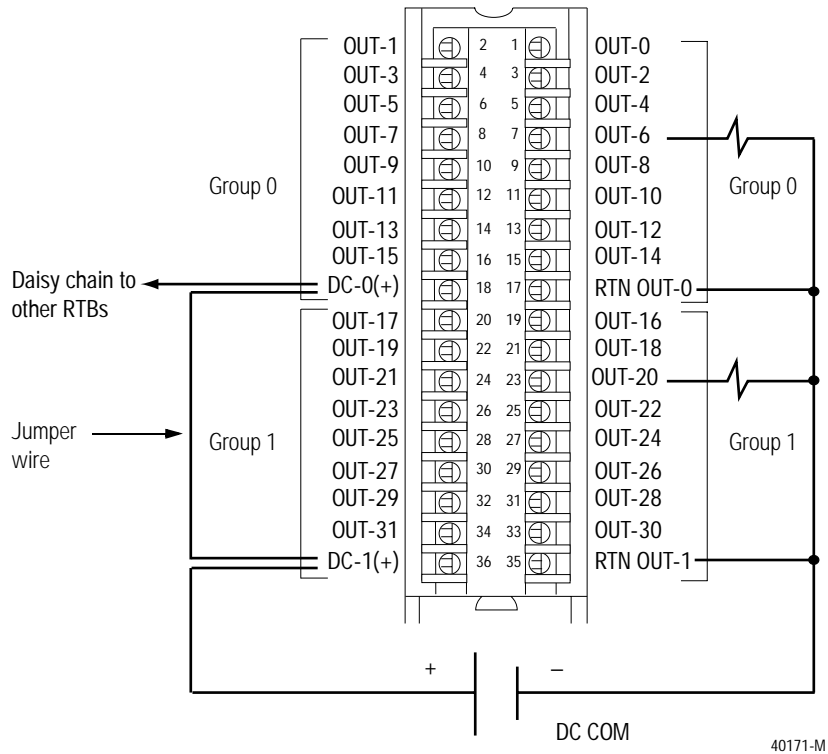 OUT-1 2 1 OUT-0
OUT-3 4 3 OUT-2
OUT-5 6 5 OUT-4
OUT-7 8 7 OUT-6
OUT-9 10 9 OUT-8
Group 0 Group 0
OUT-11 12 11 OUT-10
OUT-13 14 13 OUT-12
OUT-15 16 15 OUT-14
Daisy chain to
other RTBs
DC-0(+) 18 17 RTN OUT-0
OUT-17 20 19 OUT-16
OUT-19 22 21 OUT-18
OUT-21 24 23 OUT-20
OUT-23 26 25 OUT-22
Jumper
wire
Group 1 Group 1
OUT-25 28 27 OUT-24
OUT-27 30 29 OUT-26
OUT-29 32 31 OUT-28
OUT-31 34 33 OUT-30
DC-1(+) 36 35 RTN OUT-1
+ –
DC COM
40171-M